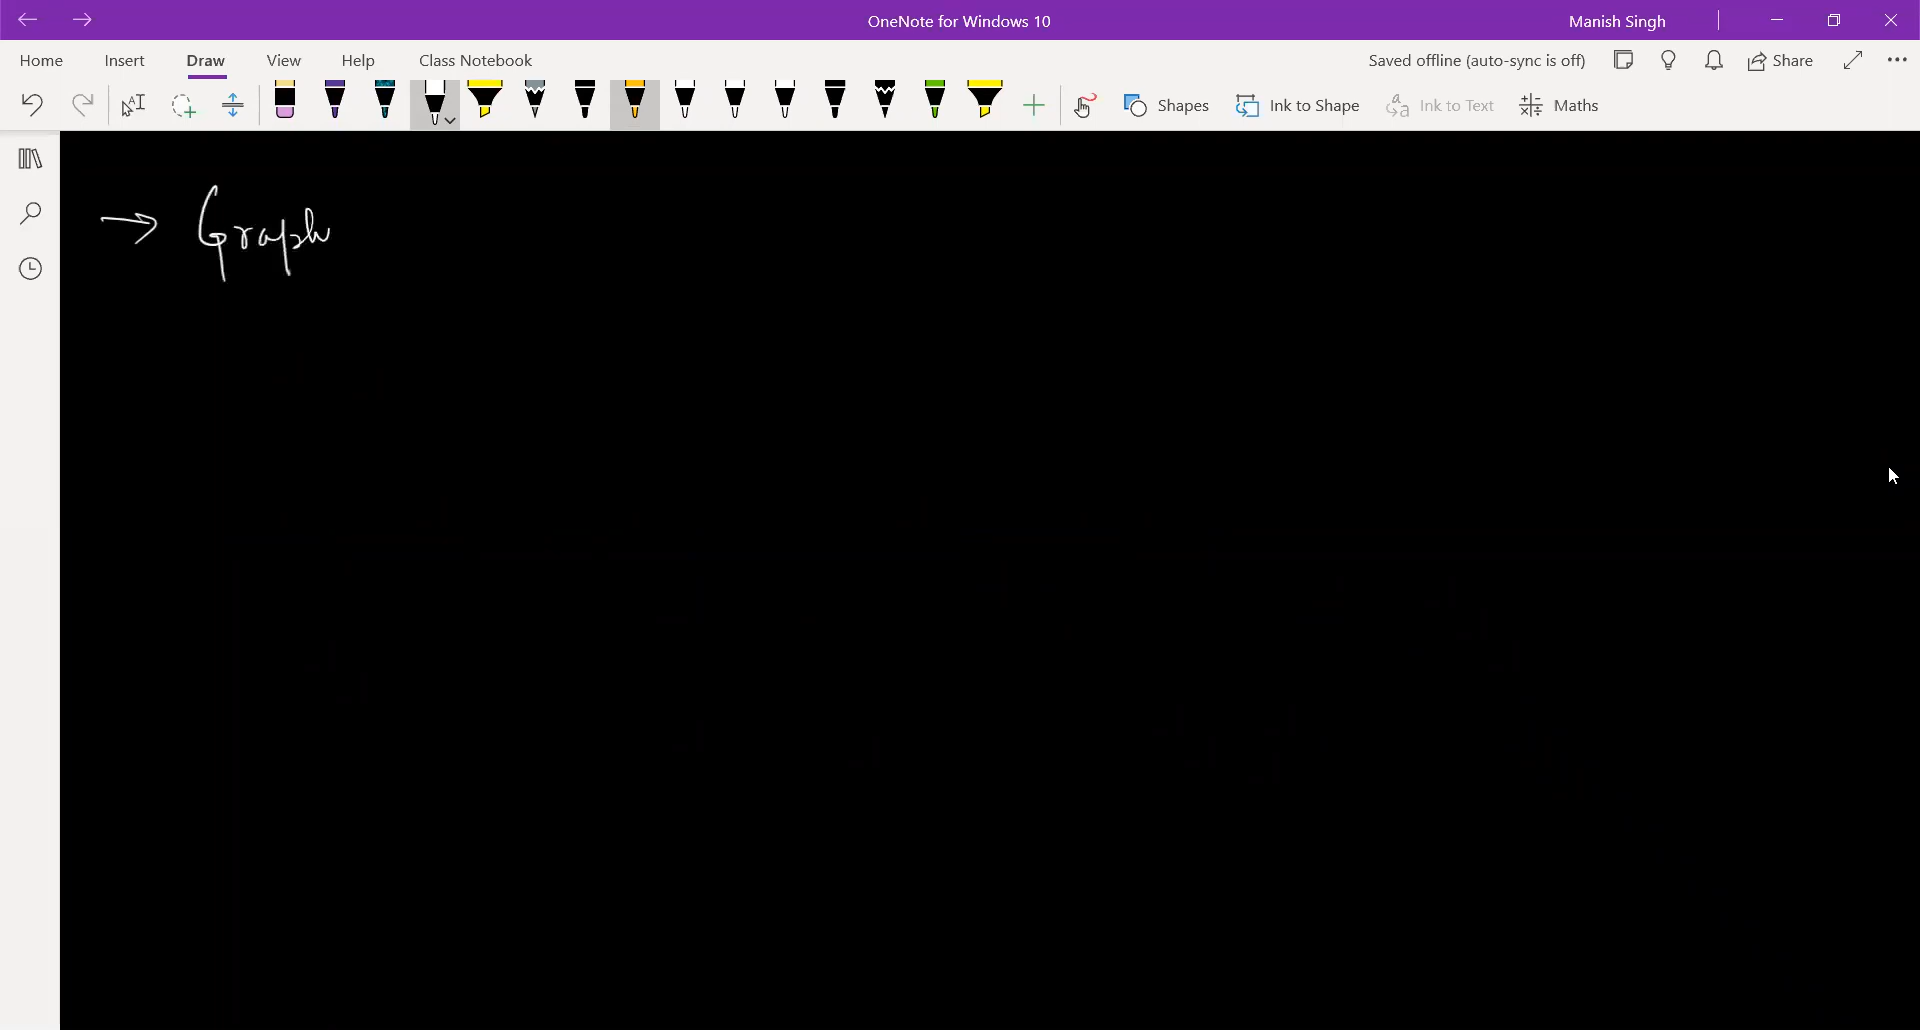 OneNote for Windows 10 Manish Singh
Home Insert Draw View Help Class Notebook Saved offline (auto-sync is off) Share
AI Shapes Ink to Shape Ink to Text Maths
→ Graph